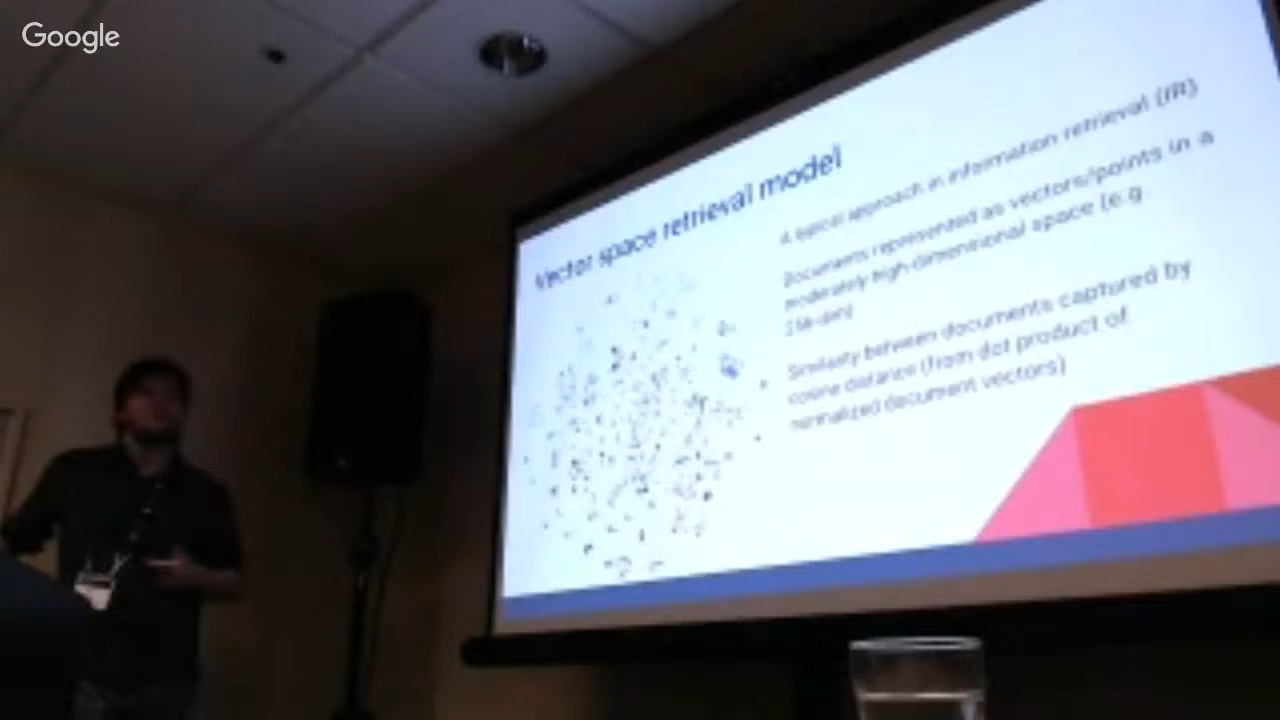 Google
Vector space retrieval model
A typical approach in information retrieval (IR)
Documents represented as vectors/points in a
moderately high-dimensional space (e.g.
Similarity between documents captured by
cosine distance (from dot product of
normalized document vectors)